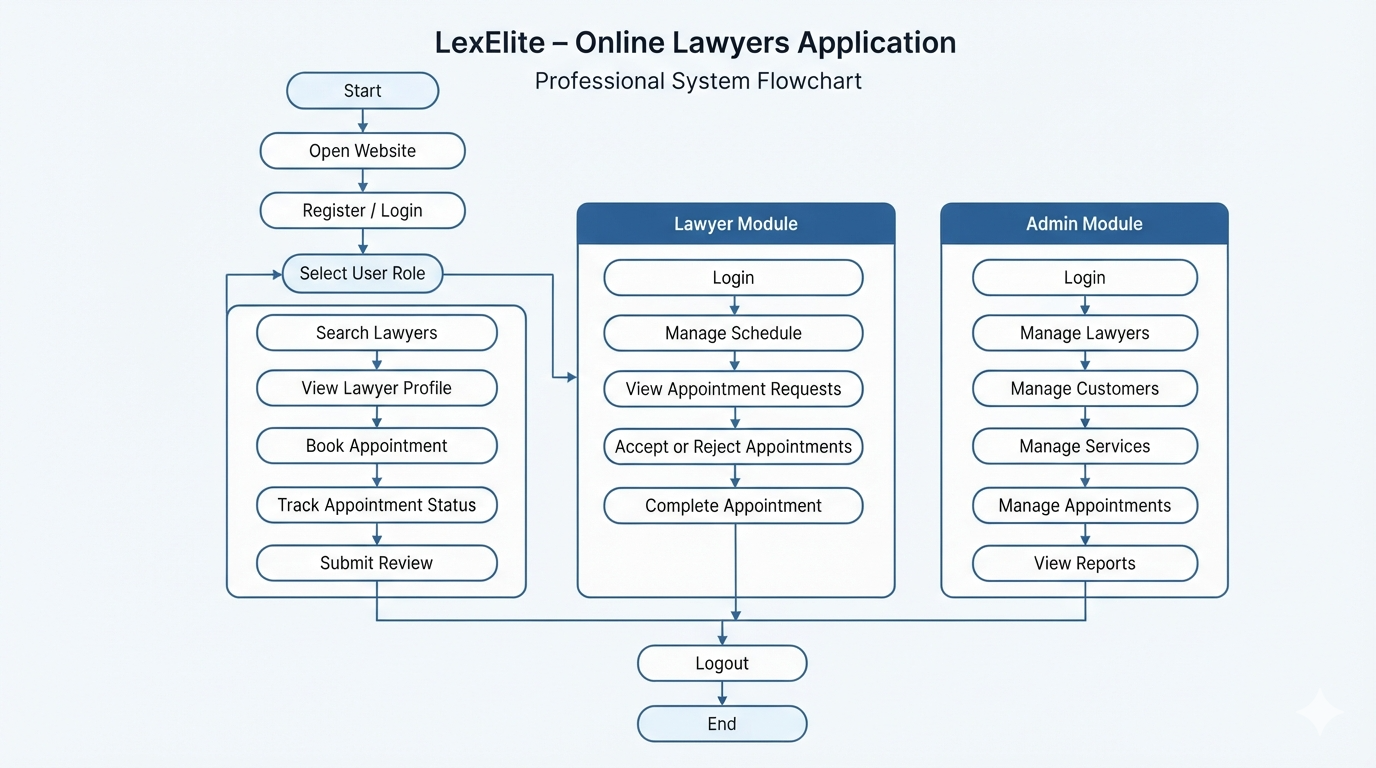 LexElite – Online Lawyers Application
Professional System Flowchart
Start
Open Website
Register / Login
Select User Role
Search Lawyers
View Lawyer Profile
Book Appointment
Track Appointment Status
Submit Review
Lawyer Module
Login
Manage Schedule
View Appointment Requests
Accept or Reject Appointments
Complete Appointment
Admin Module
Login
Manage Lawyers
Manage Customers
Manage Services
Manage Appointments
View Reports
Logout
End